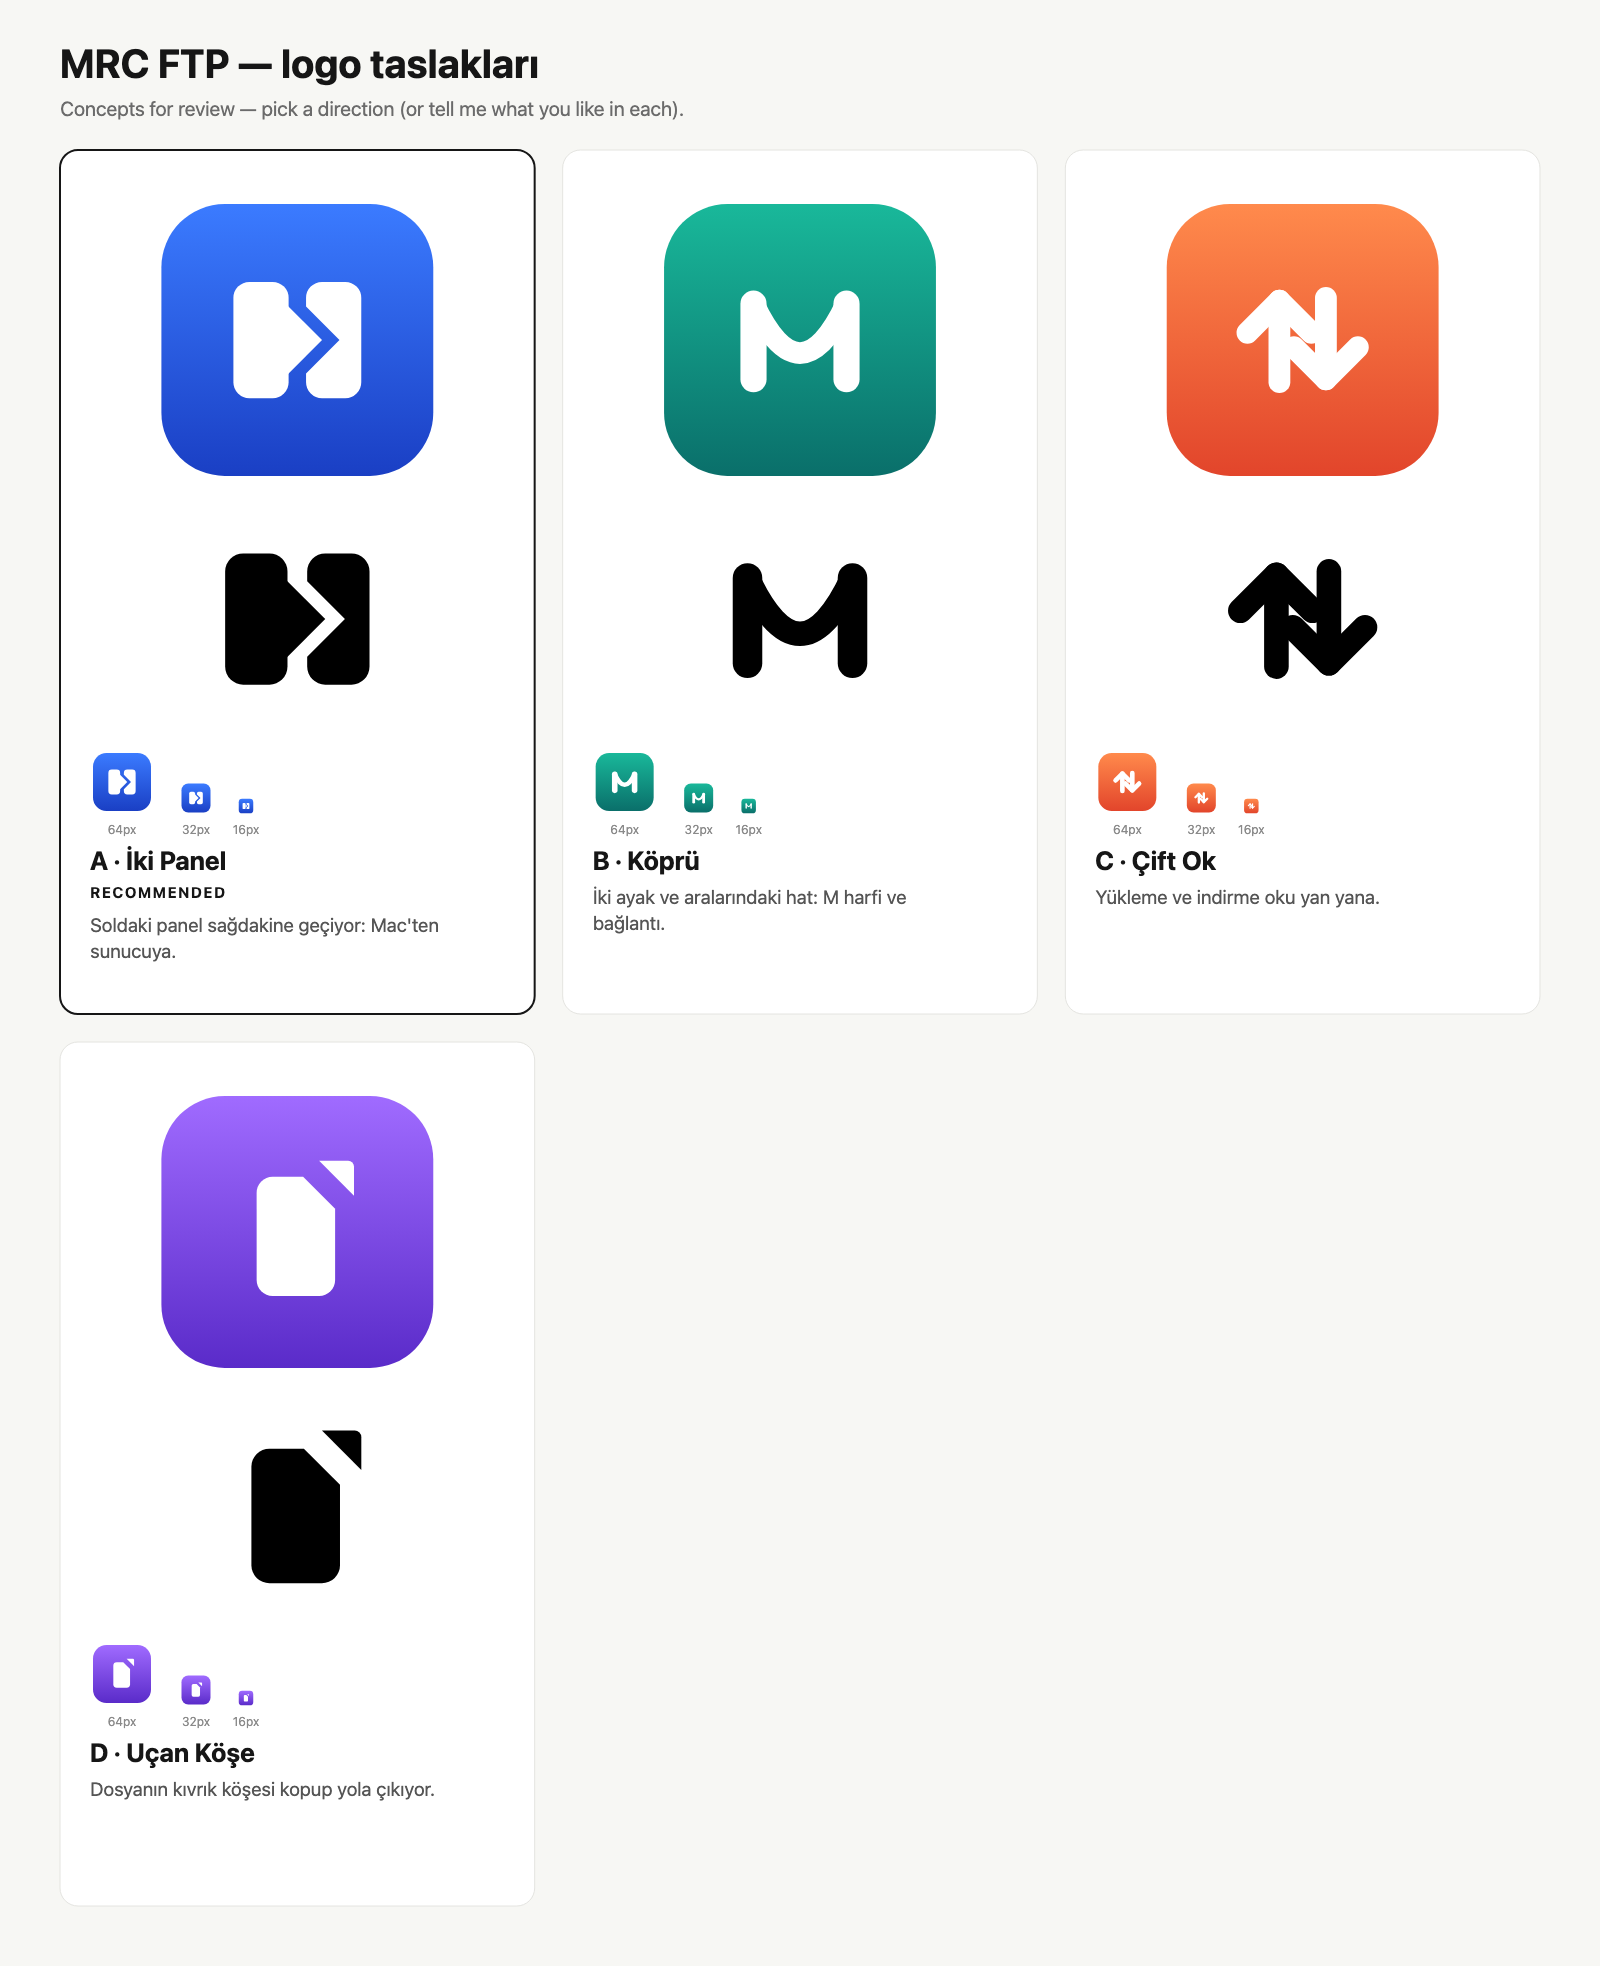 MRC FTP — logo taslakları
Concepts for review — pick a direction (or tell me what you like in each).
64px 32px 16px
A · İki Panel
RECOMMENDED
Soldaki panel sağdakine geçiyor: Mac'ten
sunucuya.
64px 32px 16px
B · Köprü
İki ayak ve aralarındaki hat: M harfi ve
bağlantı.
64px 32px 16px
C · Çift Ok
Yükleme ve indirme oku yan yana.
64px 32px 16px
D · Uçan Köşe
Dosyanın kıvrık köşesi kopup yola çıkıyor.